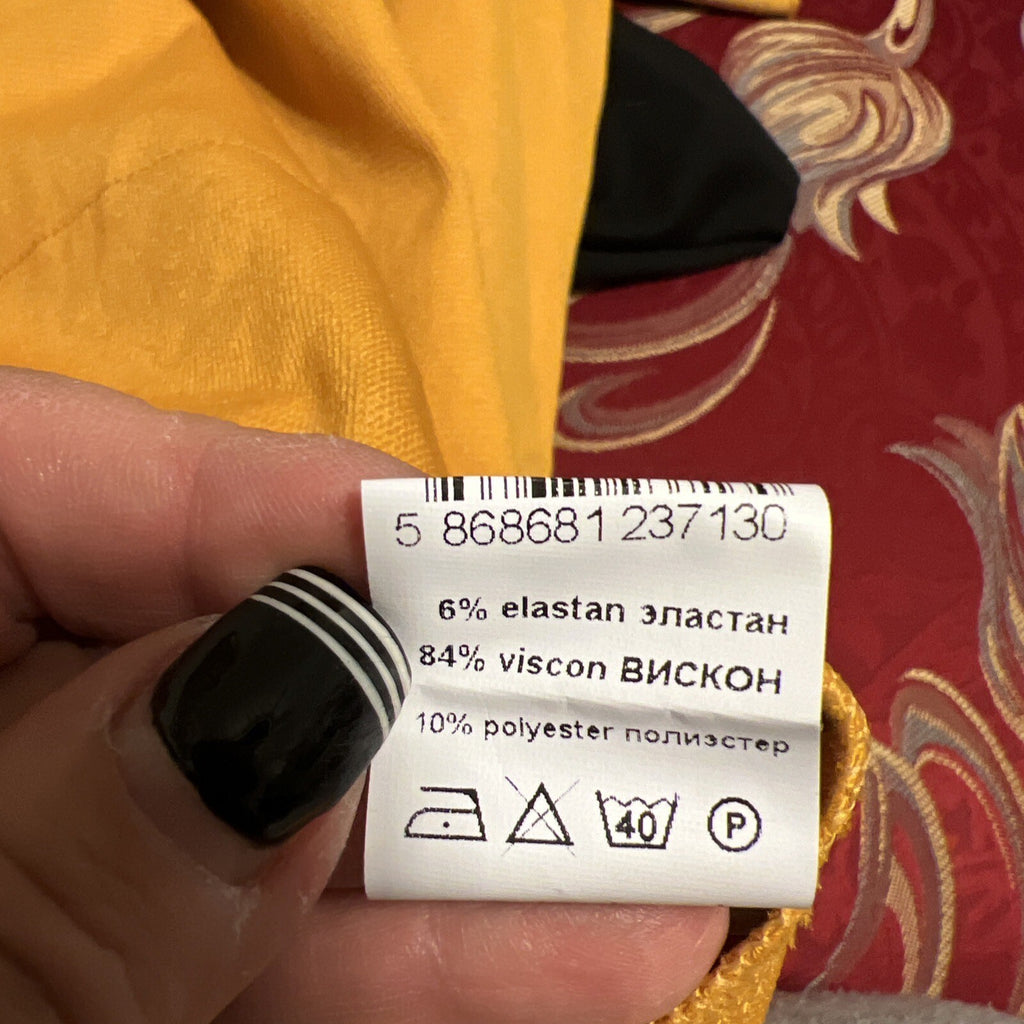 5 868681 237130
6% elastan эластан
84% viscon ВИСКОН
10% polyester полиэстер
40 P